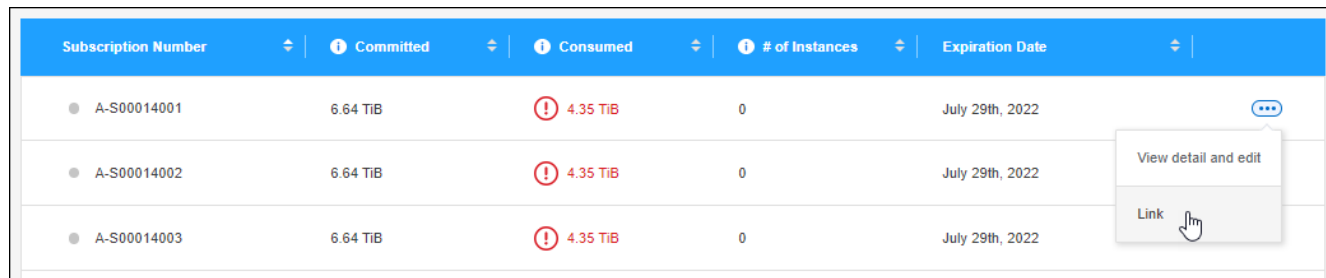 Subscription Number Committed Consumed # of Instances Expiration Date
A-S00014001 6.64 TiB 4.35 TiB 0 July 29th, 2022
View detail and edit
A-S00014002 6.64 TiB 4.35 TiB 0 July 29th, 2022
Link
A-S00014003 6.64 TiB 4.35 TiB 0 July 29th, 2022